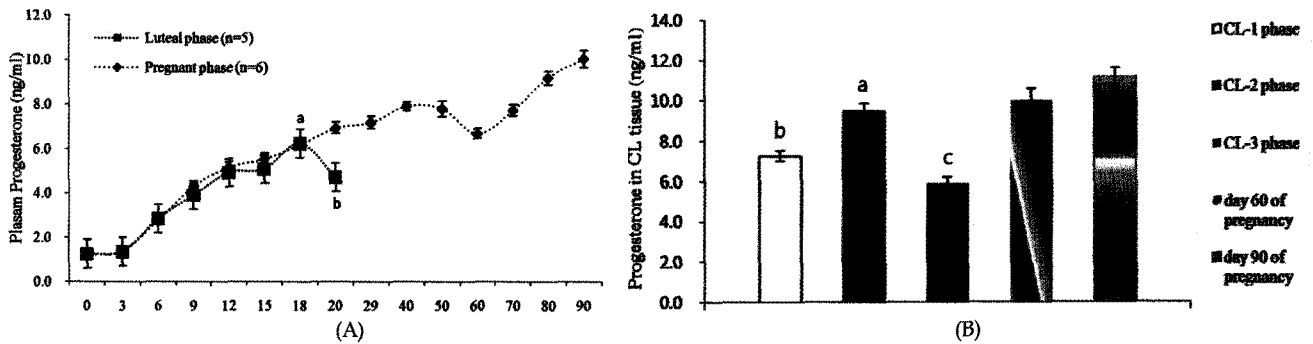 12.0
10.0
8.0
6.0
4.0
2.0
0.0
Plasam Progesterone (ng/ml)
Luteal phase (n=5)
Pregnant phase (n=6)
a
b
0 3 6 9 12 15 18 20 29 40 50 60 70 80 90
(A)
14.0
12.0
10.0
8.0
6.0
4.0
2.0
0.0
Progesterone in CL tissue (ng/ml)
b
a
c
(B)
CL-1 phase
CL-2 phase
CL-3 phase
day 60 of
pregnancy
day 90 of
pregnancy